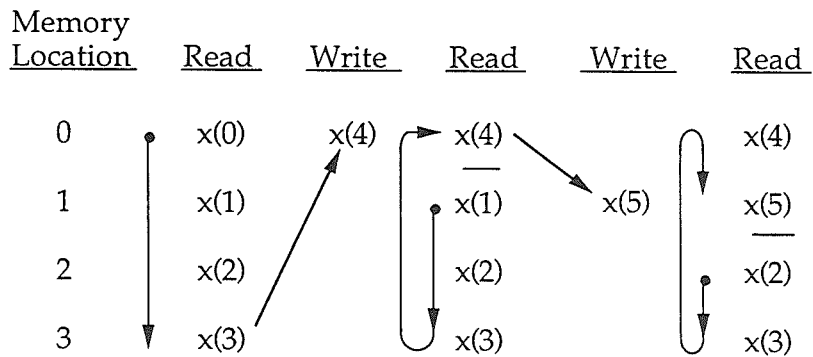 Memory
Location Read Write Read Write Read
0 x(0) x(4) x(4) x(4)
1 x(1) x(1) x(5) x(5)
2 x(2) x(2) x(2)
3 x(3) x(3) x(3)